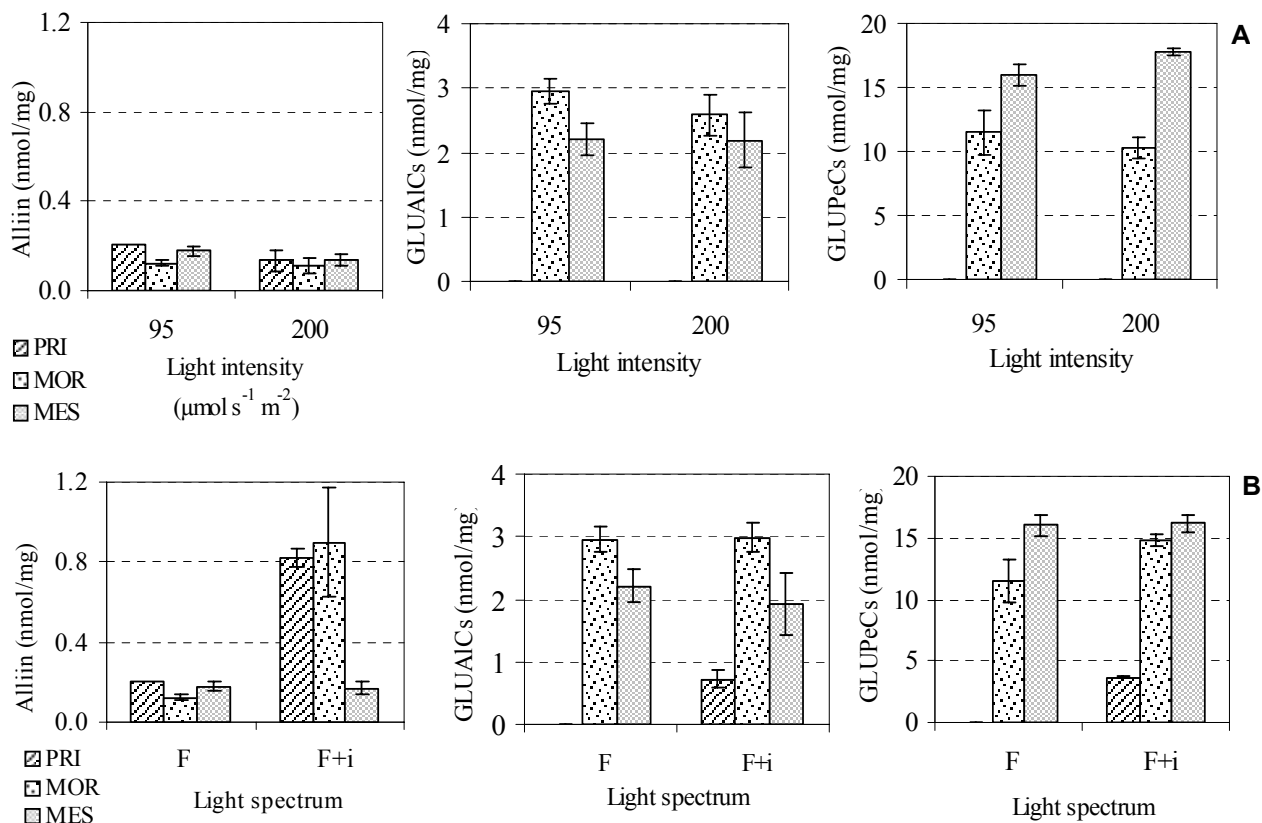 A
Alliin (nmol/mg)
1.2
0.8
0.4
0.0
95
200
Light intensity
(µmol s⁻¹ m⁻²)
PRI
MOR
MES
GLUAlCs (nmol/mg)
4
3
2
1
0
95
200
Light intensity
GLUPeCs (nmol/mg)
20
15
10
5
0
95
200
Light intensity
B
Alliin (nmol/mg)
1.2
0.8
0.4
0.0
F
F+i
Light spectrum
PRI
MOR
MES
GLUAlCs (nmol/mg)
4
3
2
1
0
F
F+i
Light spectrum
GLUPeCs (nmol/mg)
20
15
10
5
0
F
F+i
Light spectrum